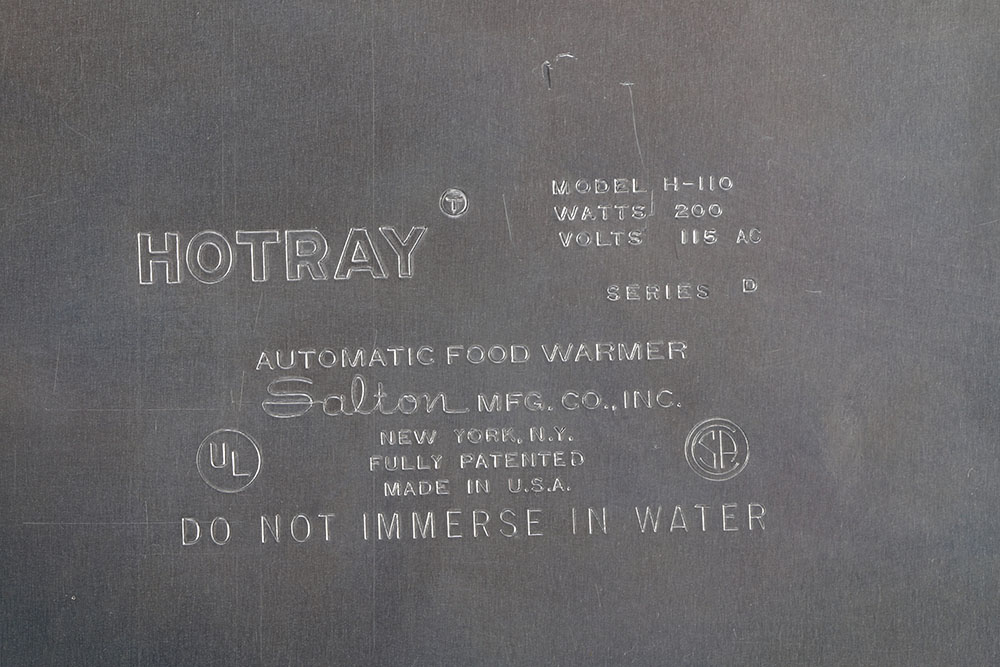 HOTRAY T
MODEL H-110
WATTS 200
VOLTS 115 AC
SERIES D
AUTOMATIC FOOD WARMER
Salton MFG. CO., INC.
NEW YORK, N.Y.
FULLY PATENTED
MADE IN U.S.A.
UL
SA
DO NOT IMMERSE IN WATER